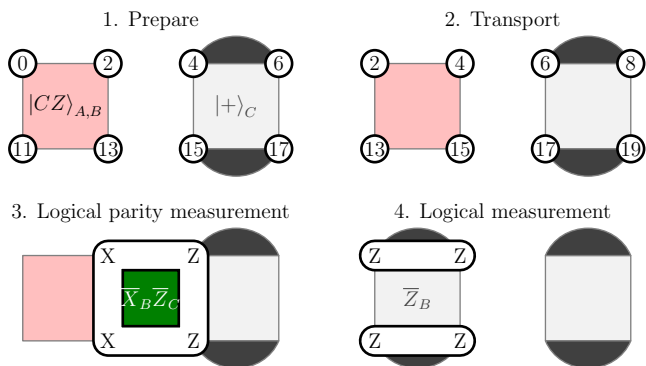 1. Prepare
2. Transport
0 2 4 6
2 4 6 8
|CZ⟩A,B |+⟩C
11 13 15 17
13 15 17 19
3. Logical parity measurement
4. Logical measurement
X Z
Z Z
X̅B Z̅C
Z̅B
X Z
Z Z